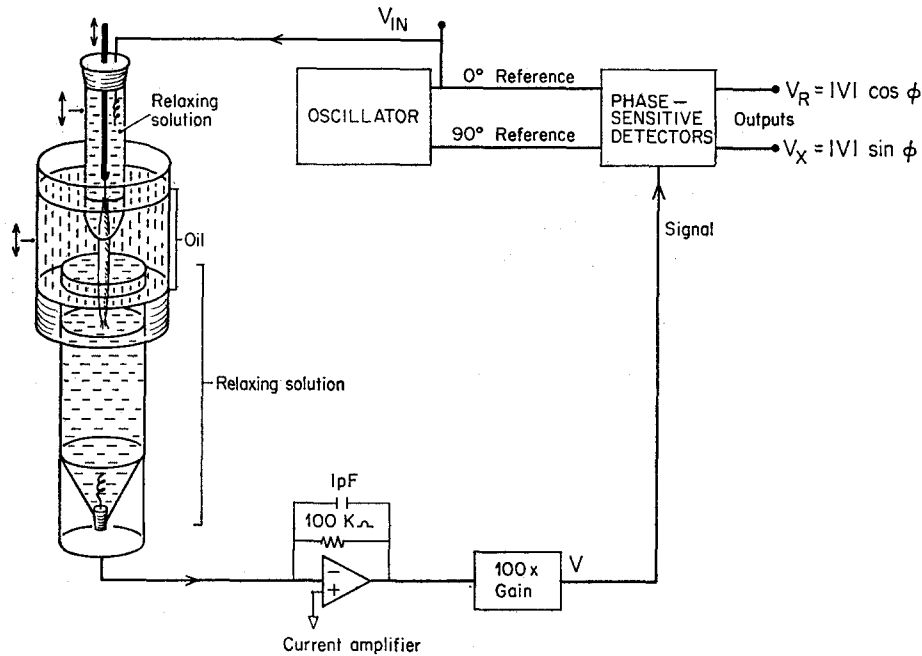 V_IN
0° Reference
OSCILLATOR
90° Reference
PHASE-
SENSITIVE
DETECTORS
Outputs
V_R = |V| cos ϕ
V_X = |V| sin ϕ
Relaxing
solution
Oil
Signal
Relaxing solution
1pF
100 KΩ
−
+
Current amplifier
100x
Gain
V